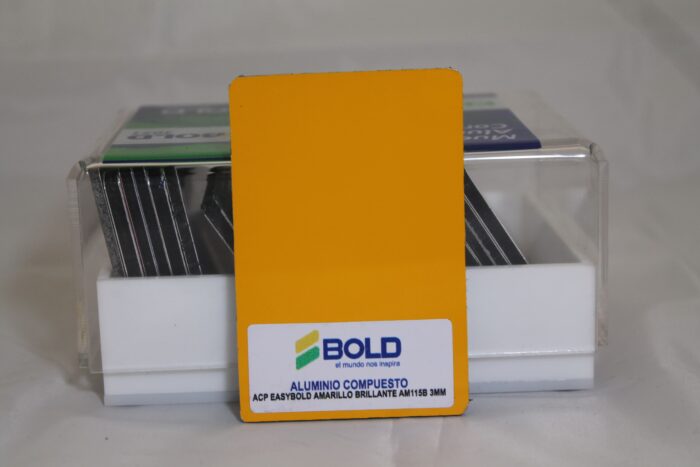 BOLD
el mundo nos inspira
ALUMINIO COMPUESTO
ACP EASYBOLD AMARILLO BRILLANTE AM115B 3MM